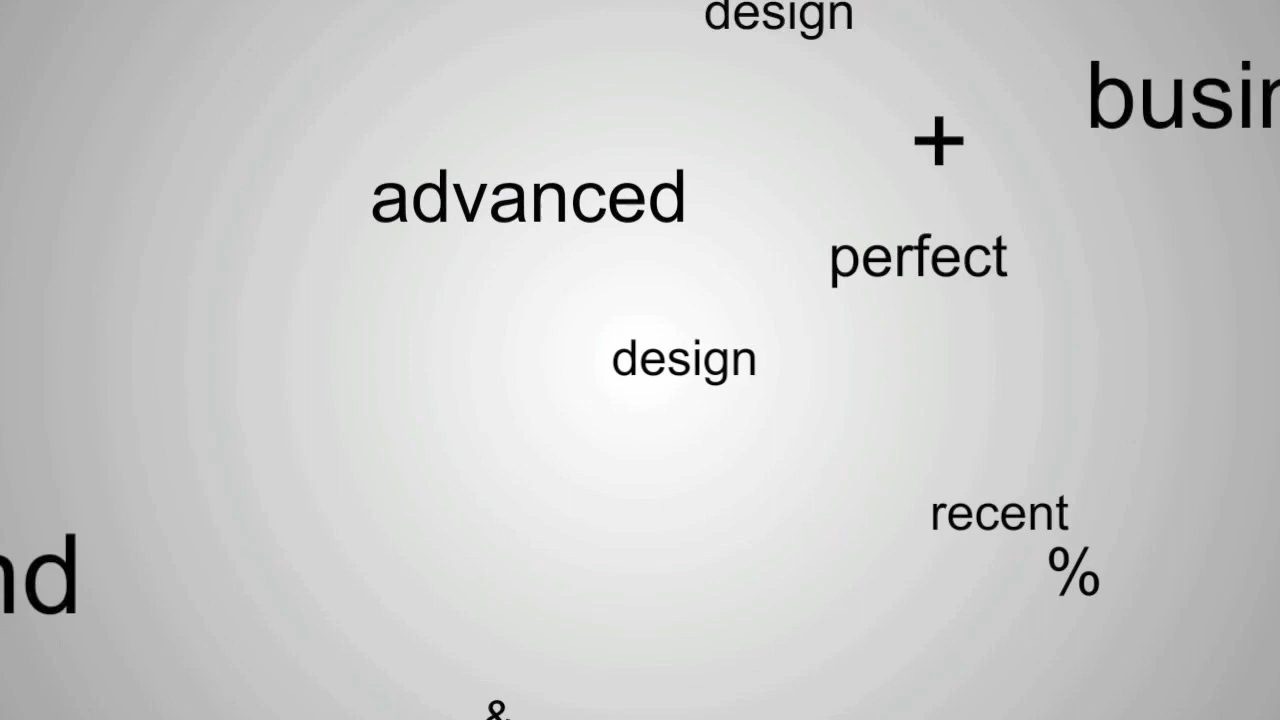 design
busin
+
advanced
perfect
design
recent
%
nd
&